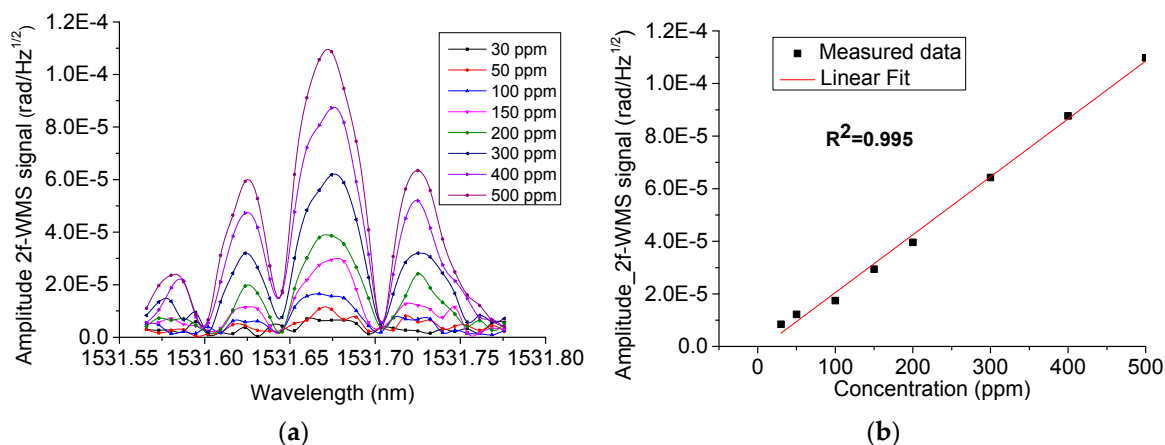 Amplitude 2f-WMS signal (rad/Hz^1/2)
1.2E-4
1.0E-4
8.0E-5
6.0E-5
4.0E-5
2.0E-5
0.0
1531.55 1531.60 1531.65 1531.70 1531.75 1531.80
Wavelength (nm)
30 ppm
50 ppm
100 ppm
150 ppm
200 ppm
300 ppm
400 ppm
500 ppm
(a)
Amplitude_2f-WMS signal (rad/Hz^1/2)
1.2E-4
1.0E-4
8.0E-5
6.0E-5
4.0E-5
2.0E-5
0.0
0 100 200 300 400 500
Concentration (ppm)
Measured data
Linear Fit
R^2=0.995
(b)